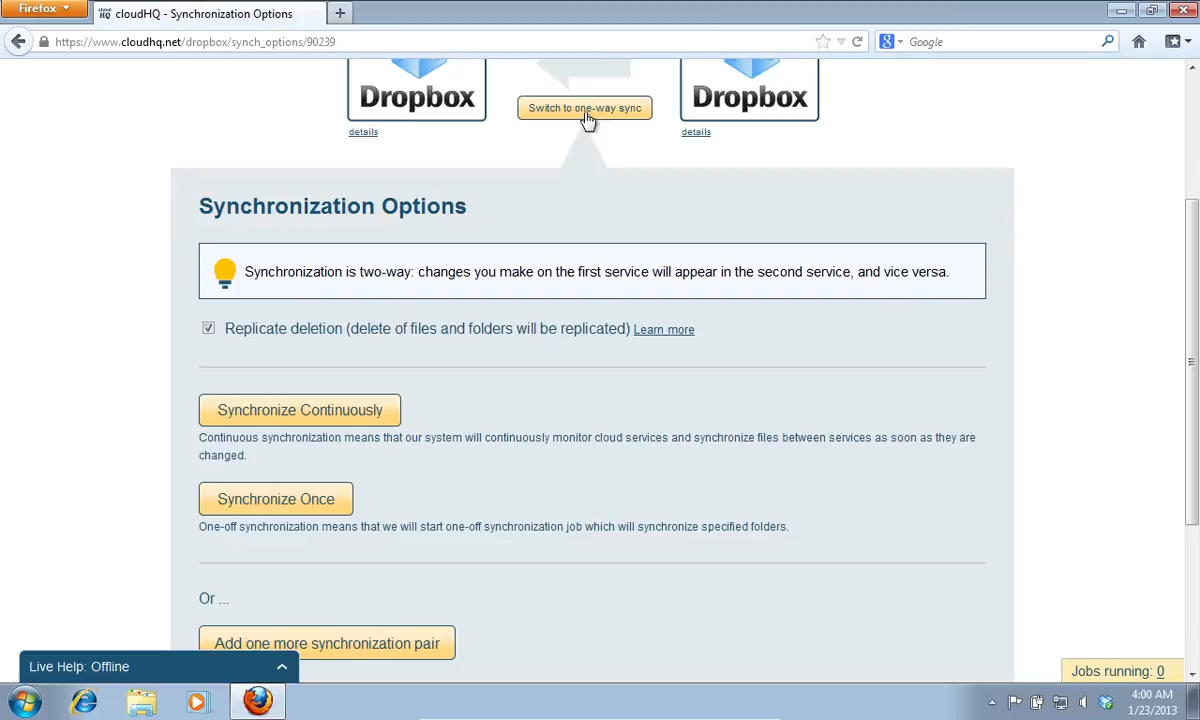 Firefox
cloudHQ - Synchronization Options
https://www.cloudhq.net/dropbox/synch_options/90239
Google
Dropbox
Switch to one-way sync
Dropbox
details
details
Synchronization Options
Synchronization is two-way: changes you make on the first service will appear in the second service, and vice versa.
Replicate deletion (delete of files and folders will be replicated) Learn more
Synchronize Continuously
Continuous synchronization means that our system will continuously monitor cloud services and synchronize files between services as soon as they are
changed.
Synchronize Once
One-off synchronization means that we will start one-off synchronization job which will synchronize specified folders.
Or ...
Add one more synchronization pair
Live Help: Offline
Jobs running: 0
4:00 AM
1/23/2013